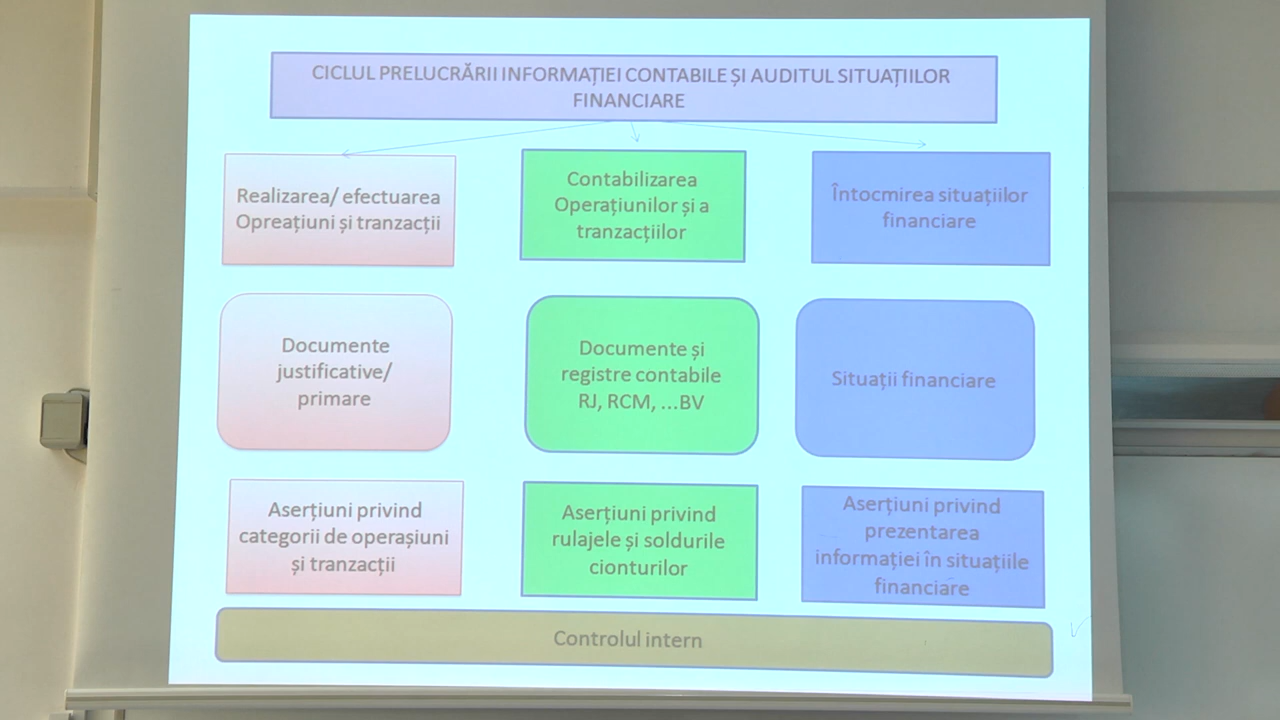 CICLUL PRELUCRĂRII INFORMAȚIEI CONTABILE ȘI AUDITUL SITUAȚIILOR
FINANCIARE
Realizarea/ efectuarea
Opreațiuni și tranzacții
Contabilizarea
Operațiunilor și a
tranzacțiilor
Întocmirea situațiilor
financiare
Documente
justificative/
primare
Documente și
registre contabile
RJ, RCM, ...BV
Situații financiare
Aserțiuni privind
categorii de operașiuni
și tranzacții
Aserțiuni privind
rulajele și soldurile
cionturilor
Aserțiuni privind
prezentarea
informației în situațiile
financiare
Controlul intern